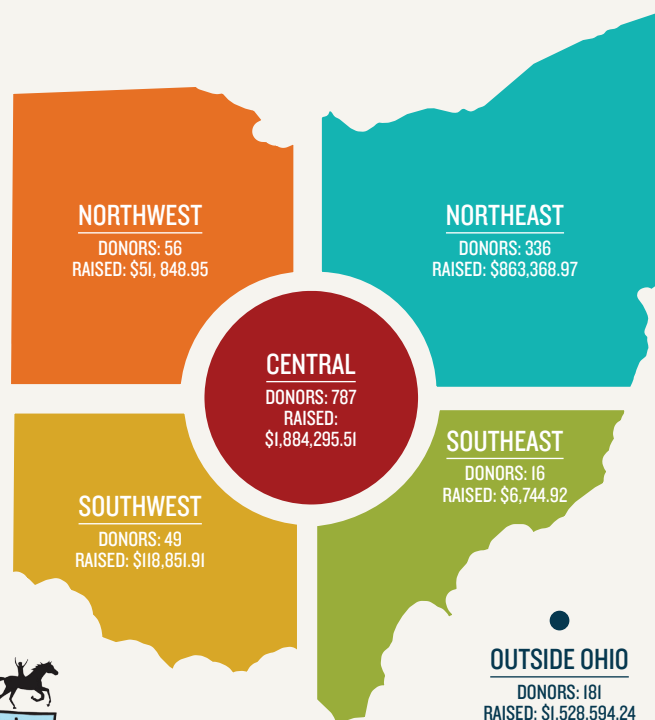 NORTHWEST
DONORS: 56
RAISED: $51, 848.95
NORTHEAST
DONORS: 336
RAISED: $863,368.97
CENTRAL
DONORS: 787
RAISED:
$1,884,295.51
SOUTHEAST
DONORS: 16
RAISED: $6,744.92
SOUTHWEST
DONORS: 49
RAISED: $118,851.91
OUTSIDE OHIO
DONORS: 181
RAISED: $1,528,594.24